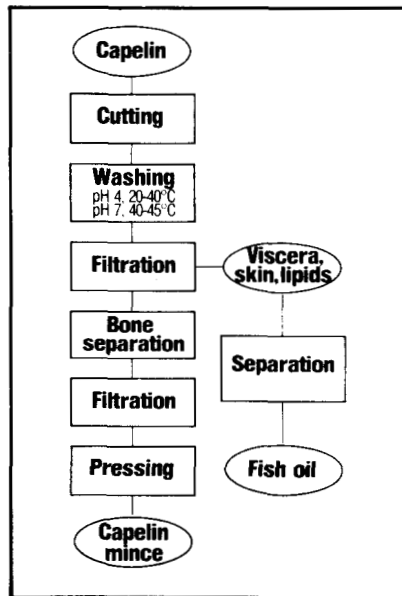 Capelin
Cutting
Washing
pH 4, 20-40°C
pH 7, 40-45°C
Filtration
Viscera,
skin, lipids
Bone
separation
Separation
Filtration
Pressing
Fish oil
Capelin
mince